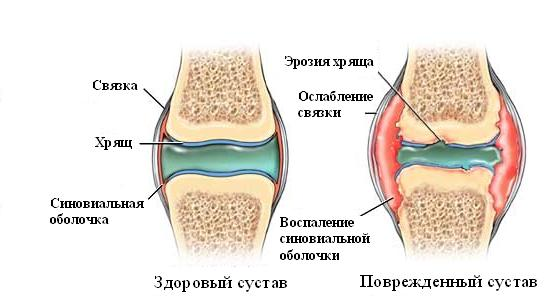 Связка
Хрящ
Синовиальная
оболочка
Здоровый сустав
Эрозия хряща
Ослабление
связки
Воспаление
синовиальной
оболочки
Поврежденный сустав